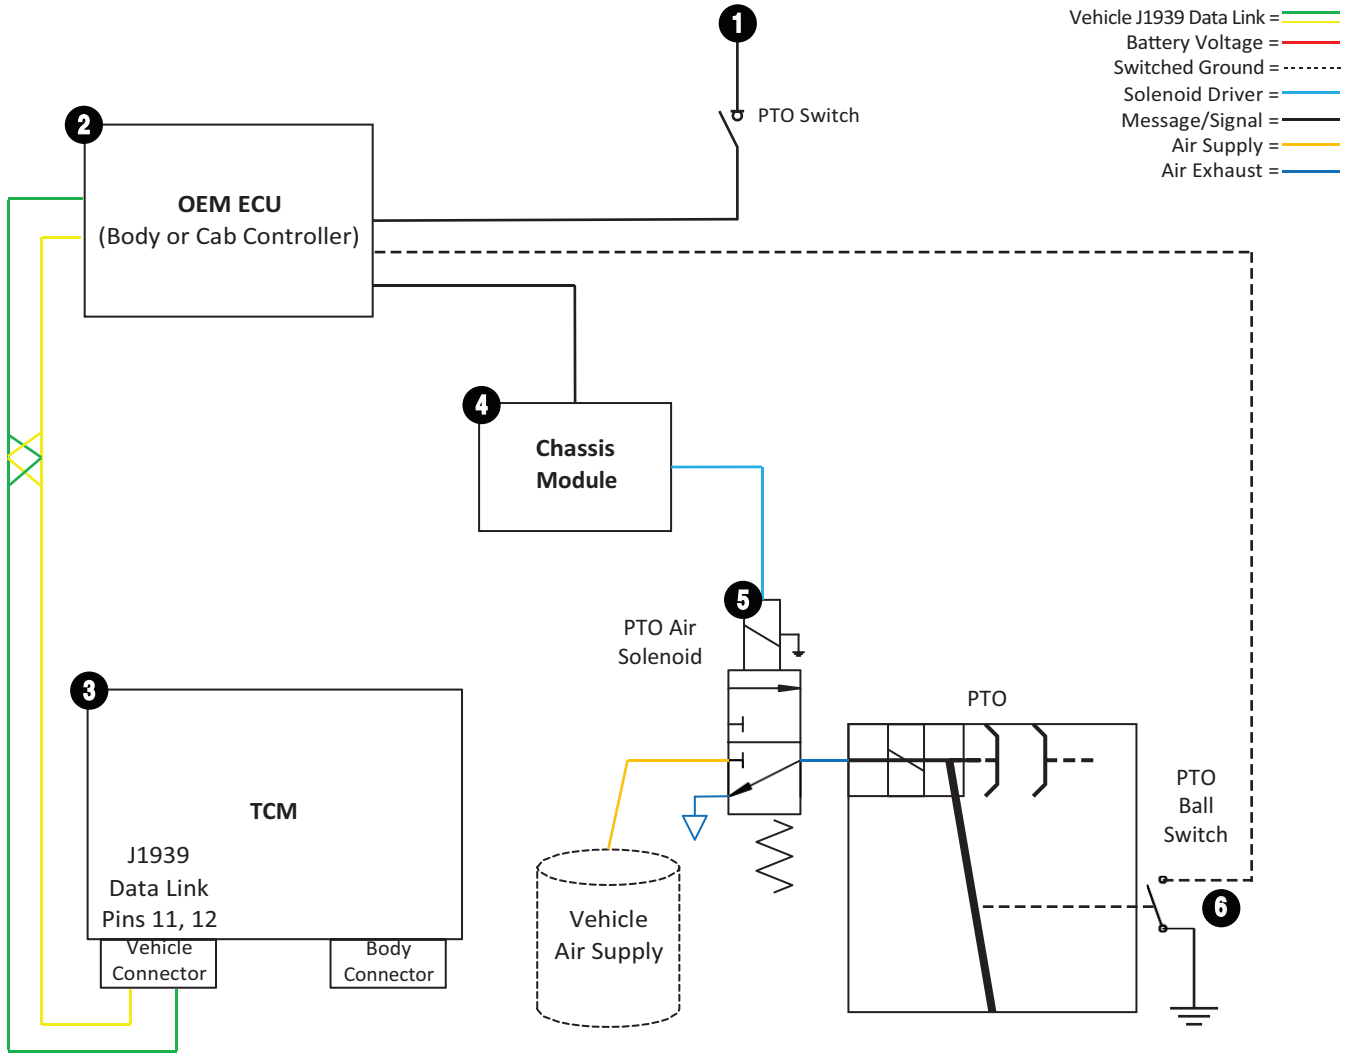 1
Vehicle J1939 Data Link =
Battery Voltage =
Switched Ground =
Solenoid Driver =
Message/Signal =
Air Supply =
Air Exhaust =
PTO Switch
2
OEM ECU
(Body or Cab Controller)
4
Chassis
Module
5
PTO Air
Solenoid
3
TCM
J1939
Data Link
Pins 11, 12
Vehicle
Connector
Body
Connector
Vehicle
Air Supply
PTO
PTO
Ball
Switch
6